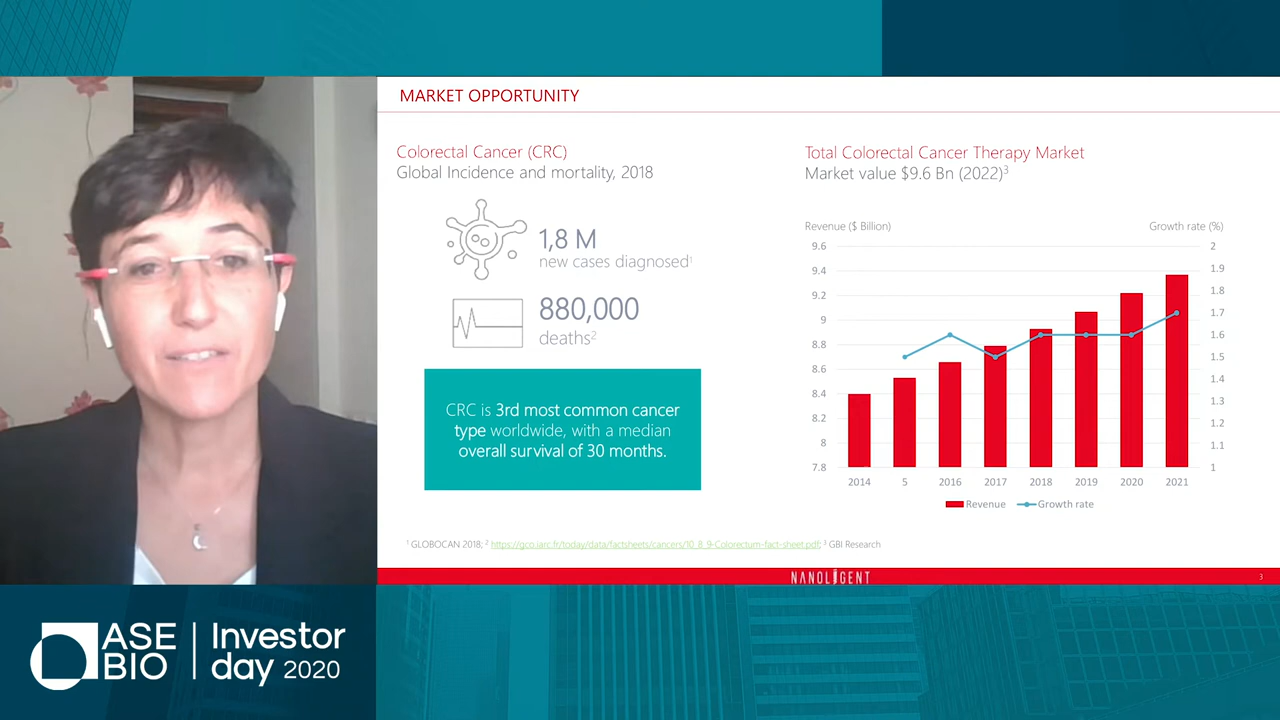 MARKET OPPORTUNITY
Colorectal Cancer (CRC)
Global Incidence and mortality, 2018
1,8 M
new cases diagnosed¹
880,000
deaths²
CRC is 3rd most common cancer
type worldwide, with a median
overall survival of 30 months.
Total Colorectal Cancer Therapy Market
Market value $9.6 Bn (2022)³
Revenue ($ Billion)
Growth rate (%)
9.6
9.4
9.2
9
8.8
8.6
8.4
8.2
8
7.8
2
1.9
1.8
1.7
1.6
1.5
1.4
1.3
1.2
1.1
1
2014 5 2016 2017 2018 2019 2020 2021
Revenue Growth rate
¹ GLOBOCAN 2018; ² https://gco.iarc.fr/today/data/factsheets/cancers/10_8_9-Colorectum-fact-sheet.pdf; ³ GBI Research
NANOLIGENT
3
ASE
BIO
Investor
day 2020